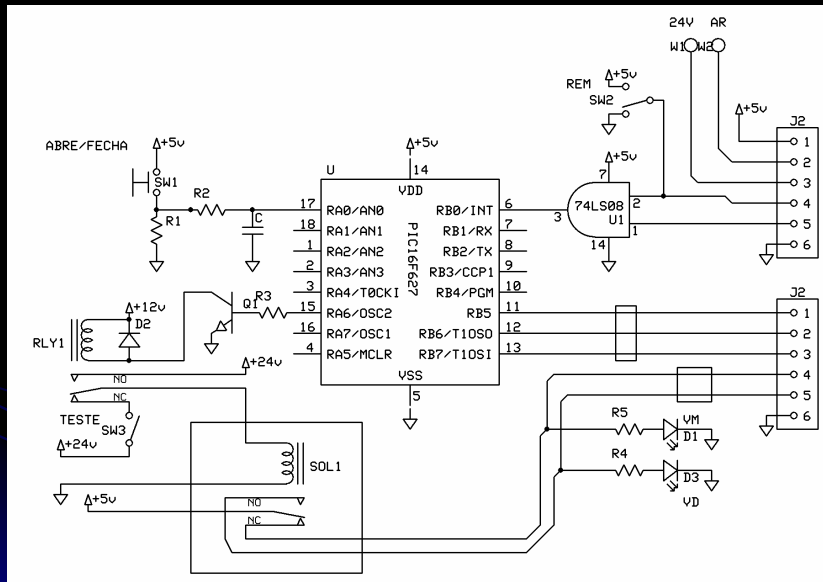 24V AR
W1 W2
+5v
REM
SW2
+5v
J2
1
2
3
4
5
6
ABRE/FECHA
+5v
SW1
R2
R1
C
+5v
14
U
VDD
PIC16F627
17 RA0/AN0
18 RA1/AN1
1 RA2/AN2
2 RA3/AN3
3 RA4/T0CKI
15 RA6/OSC2
16 RA7/OSC1
4 RA5/MCLR
RB0/INT 6
RB1/RX 7
RB2/TX 8
RB3/CCP1 9
RB4/PGM 10
RB5 11
RB6/T1OSO 12
RB7/T1OSI 13
VSS
5
+5v
7
74LS08
U1
3
2
1
14
J2
1
2
3
4
5
6
Q1
R3
+12v
D2
RLY1
+24v
NO
NC
TESTE
SW3
+24v
SOL1
+5v
NO
NC
R5
VM
D1
R4
D3
VD